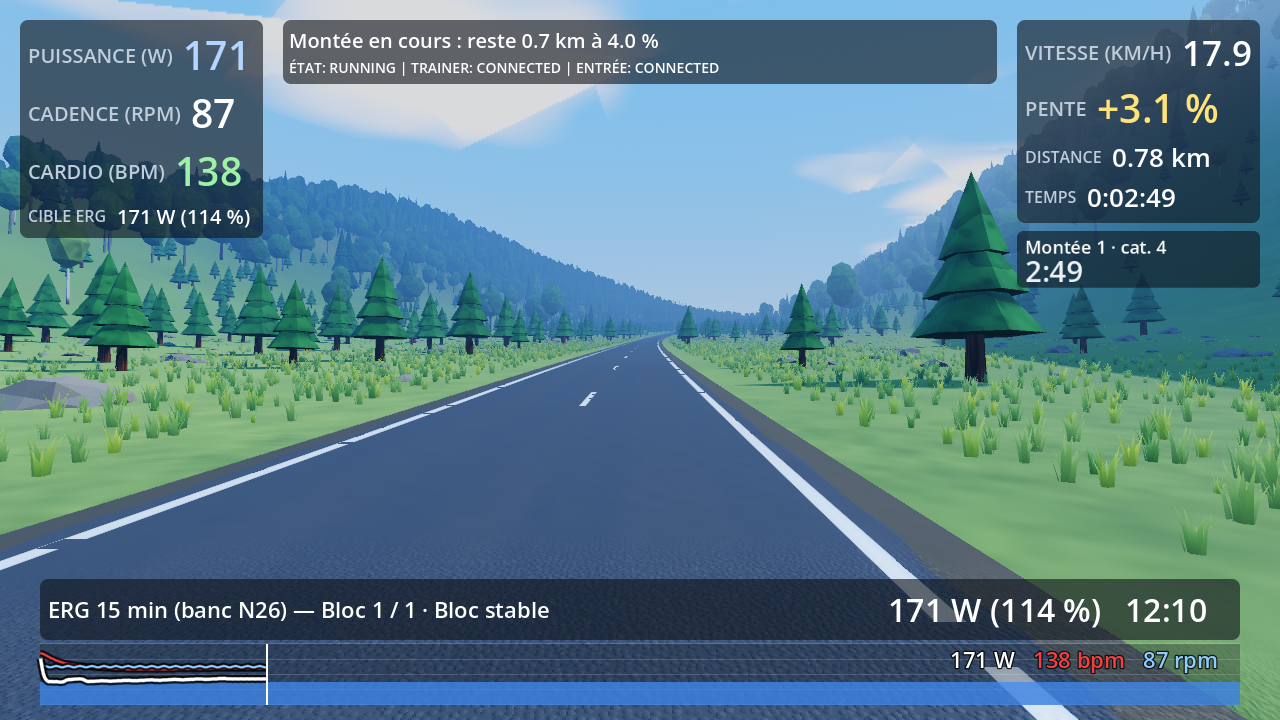 PUISSANCE (W) 171
CADENCE (RPM) 87
CARDIO (BPM) 138
CIBLE ERG 171 W (114 %)
Montée en cours : reste 0.7 km à 4.0 %
ÉTAT: RUNNING | TRAINER: CONNECTED | ENTRÉE: CONNECTED
VITESSE (KM/H) 17.9
PENTE +3.1 %
DISTANCE 0.78 km
TEMPS 0:02:49
Montée 1 · cat. 4
2:49
ERG 15 min (banc N26) — Bloc 1 / 1 · Bloc stable 171 W (114 %) 12:10
171 W 138 bpm 87 rpm